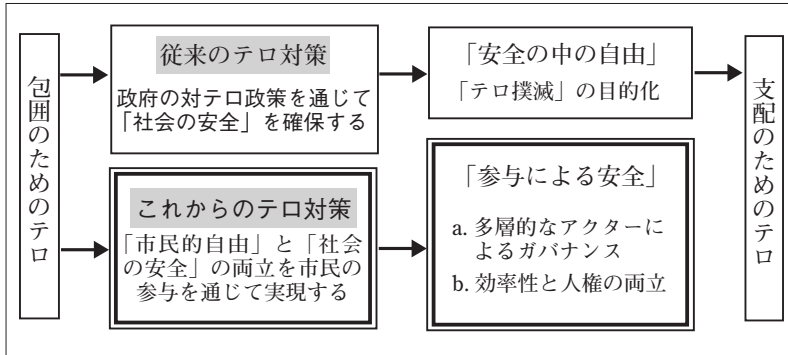 包囲のためのテロ
従来のテロ対策
政府の対テロ政策を通じて
「社会の安全」を確保する
「安全の中の自由」
「テロ撲滅」の目的化
これからのテロ対策
「市民的自由」と「社会
の安全」の両立を市民の
参与を通じて実現する
「参与による安全」
a. 多層的なアクターに
よるガバナンス
b. 効率性と人権の両立
支配のためのテロ